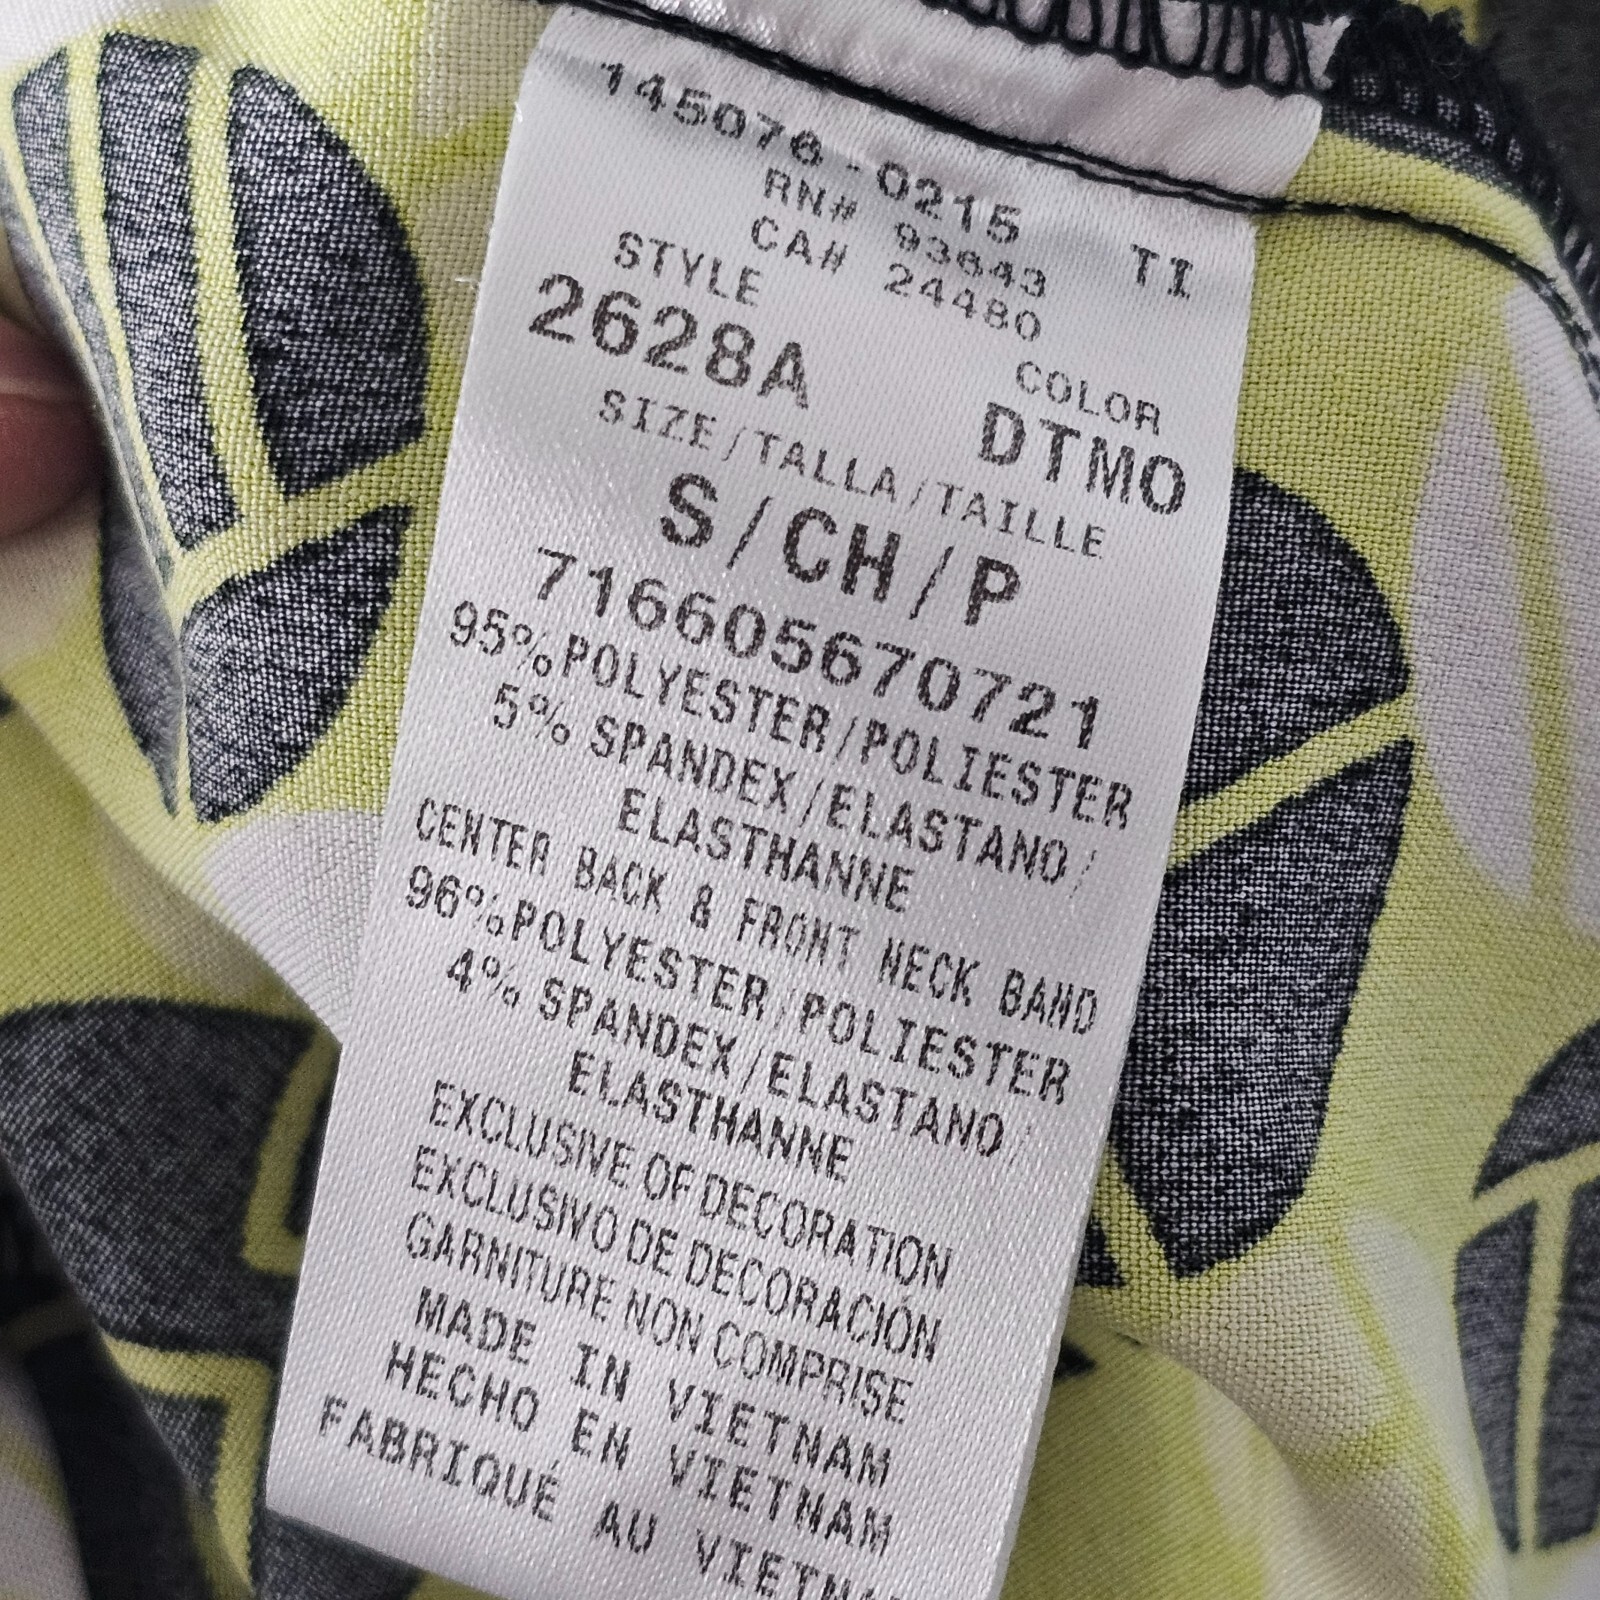 145076-0215 TI
RN# 93643
CA# 24480
STYLE COLOR
2628A DTMO
SIZE/TALLA/TAILLE
S/CH/P
716605670721
95%POLYESTER/POLIESTER
5% SPANDEX/ELASTANO/
ELASTHANNE
CENTER BACK & FRONT NECK BAND
96%POLYESTER/POLIESTER
4% SPANDEX/ELASTANO/
ELASTHANNE
EXCLUSIVE OF DECORATION
EXCLUSIVO DE DECORACIÓN
GARNITURE NON COMPRISE
MADE IN VIETNAM
HECHO EN VIETNAM
FABRIQUÉ AU